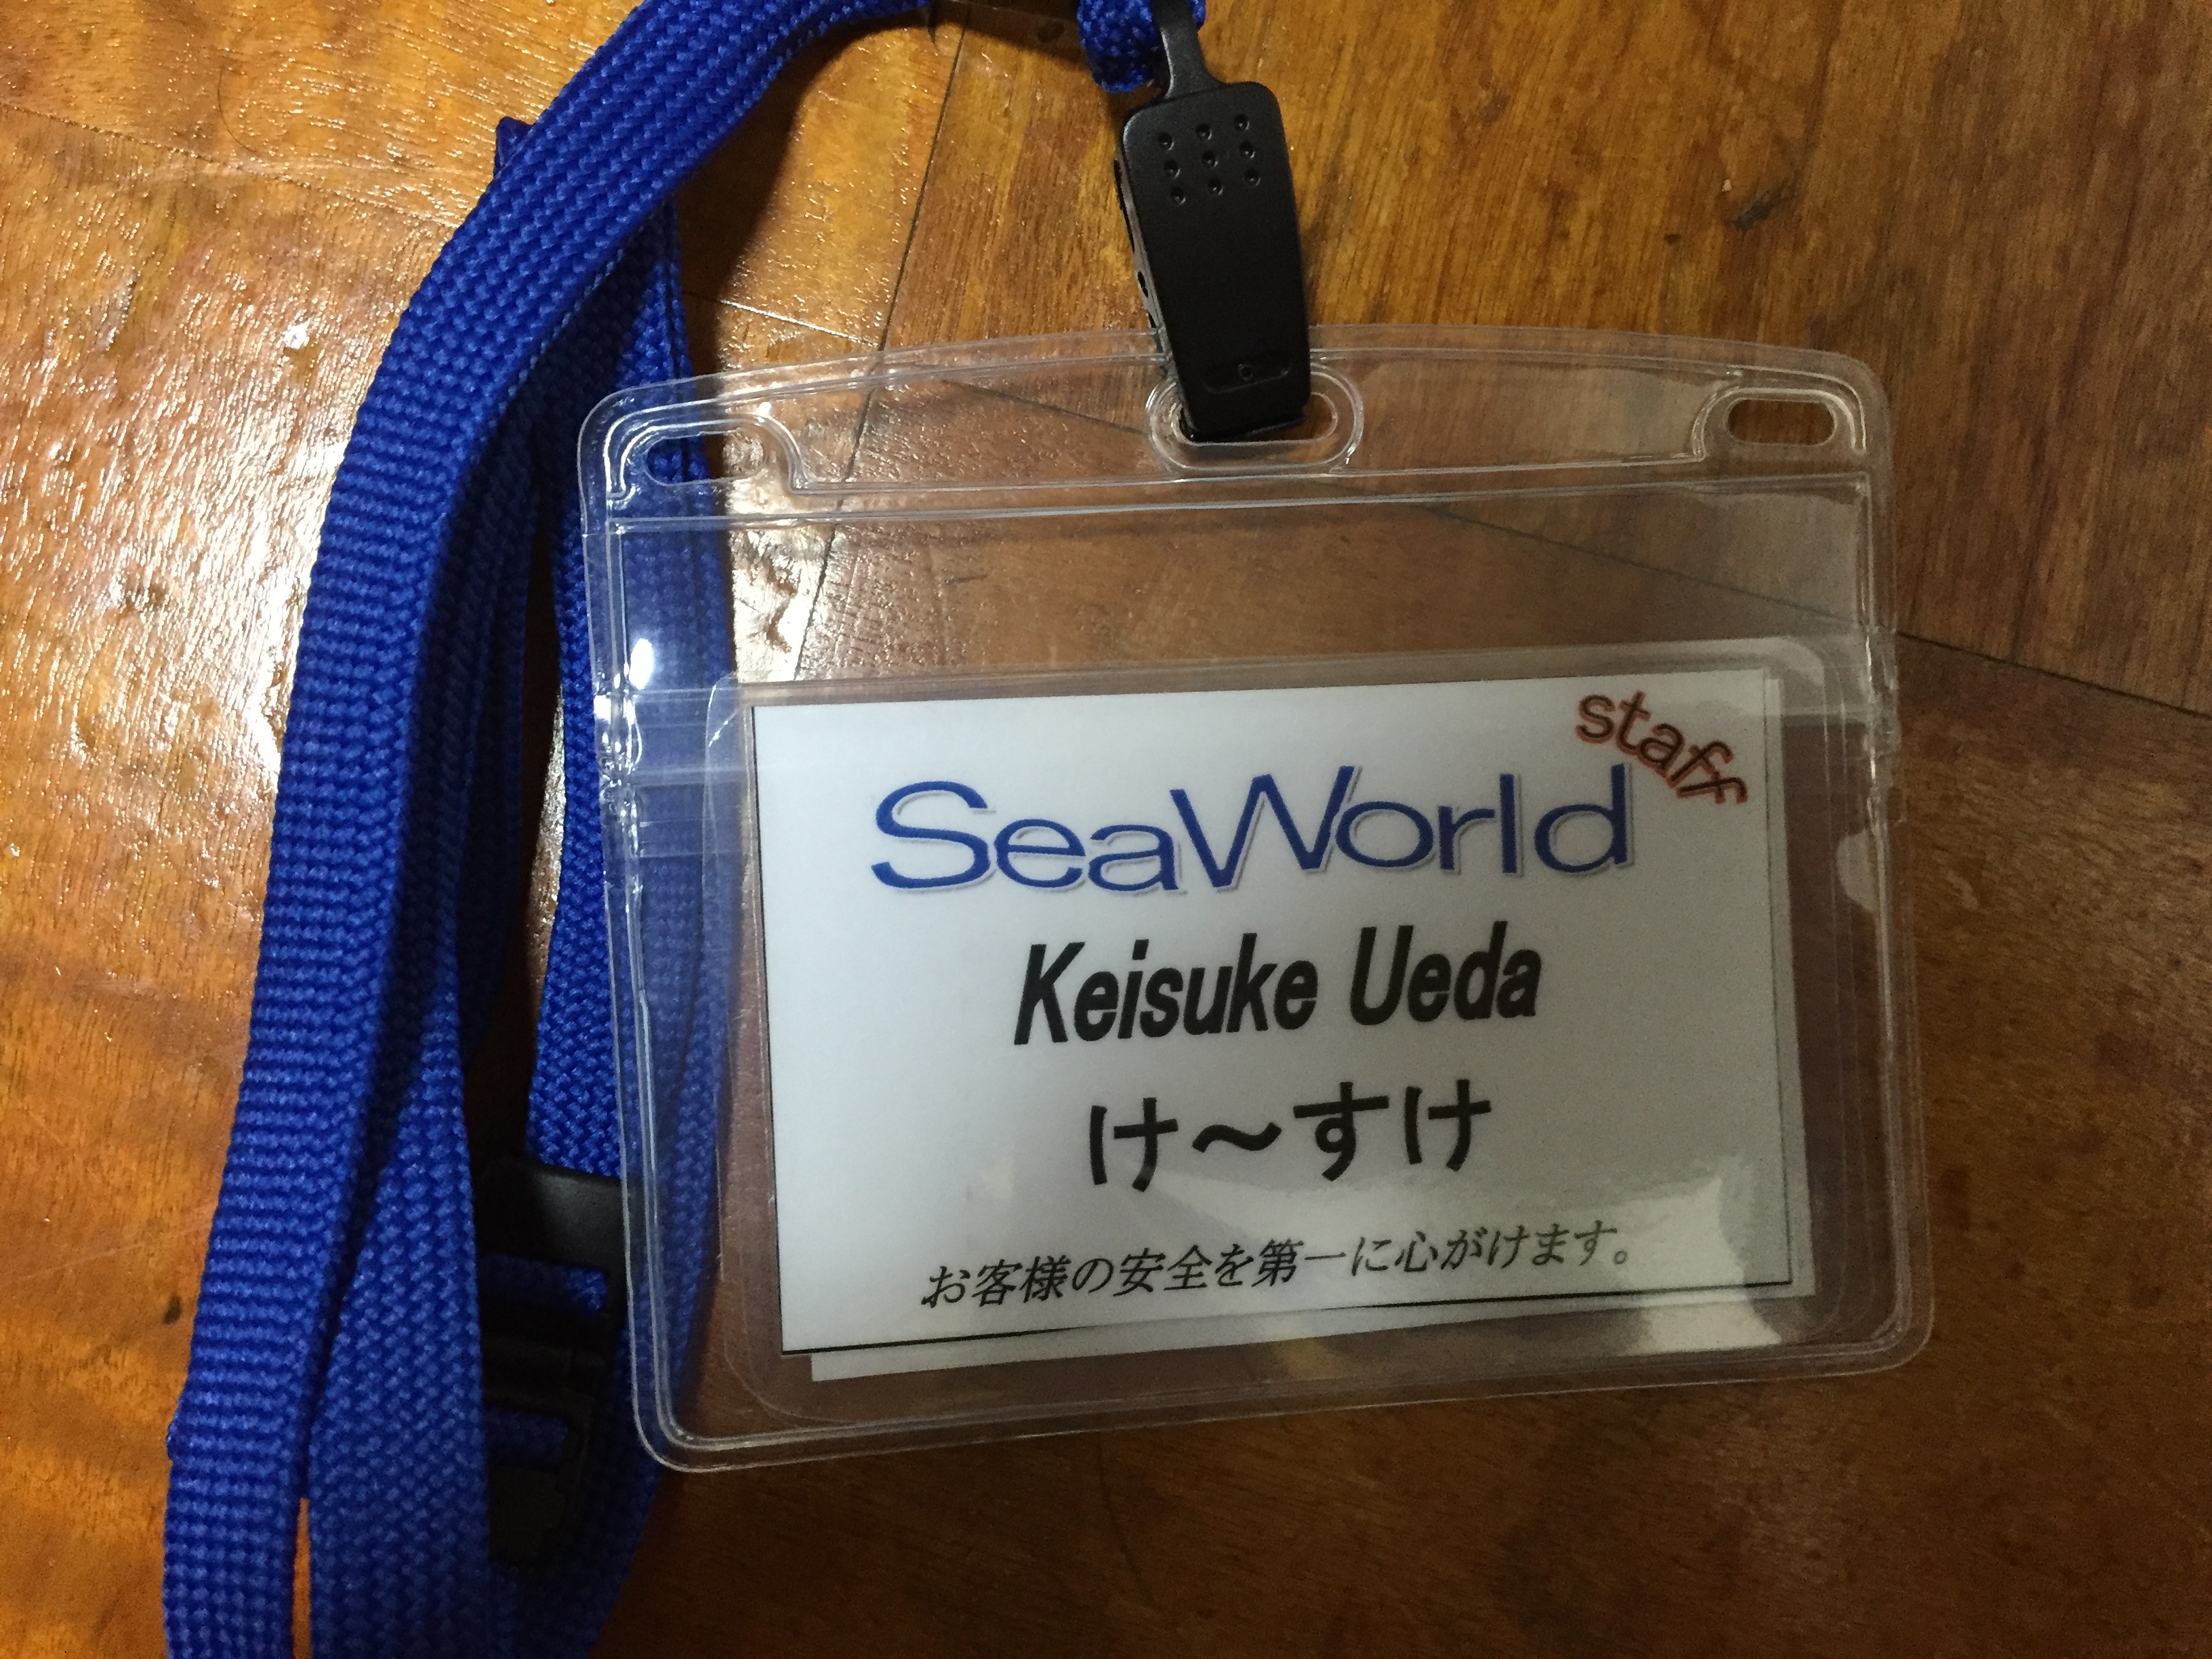 staff
SeaWorld
Keisuke Ueda
け〜すけ
お客様の安全を第一に心がけます。